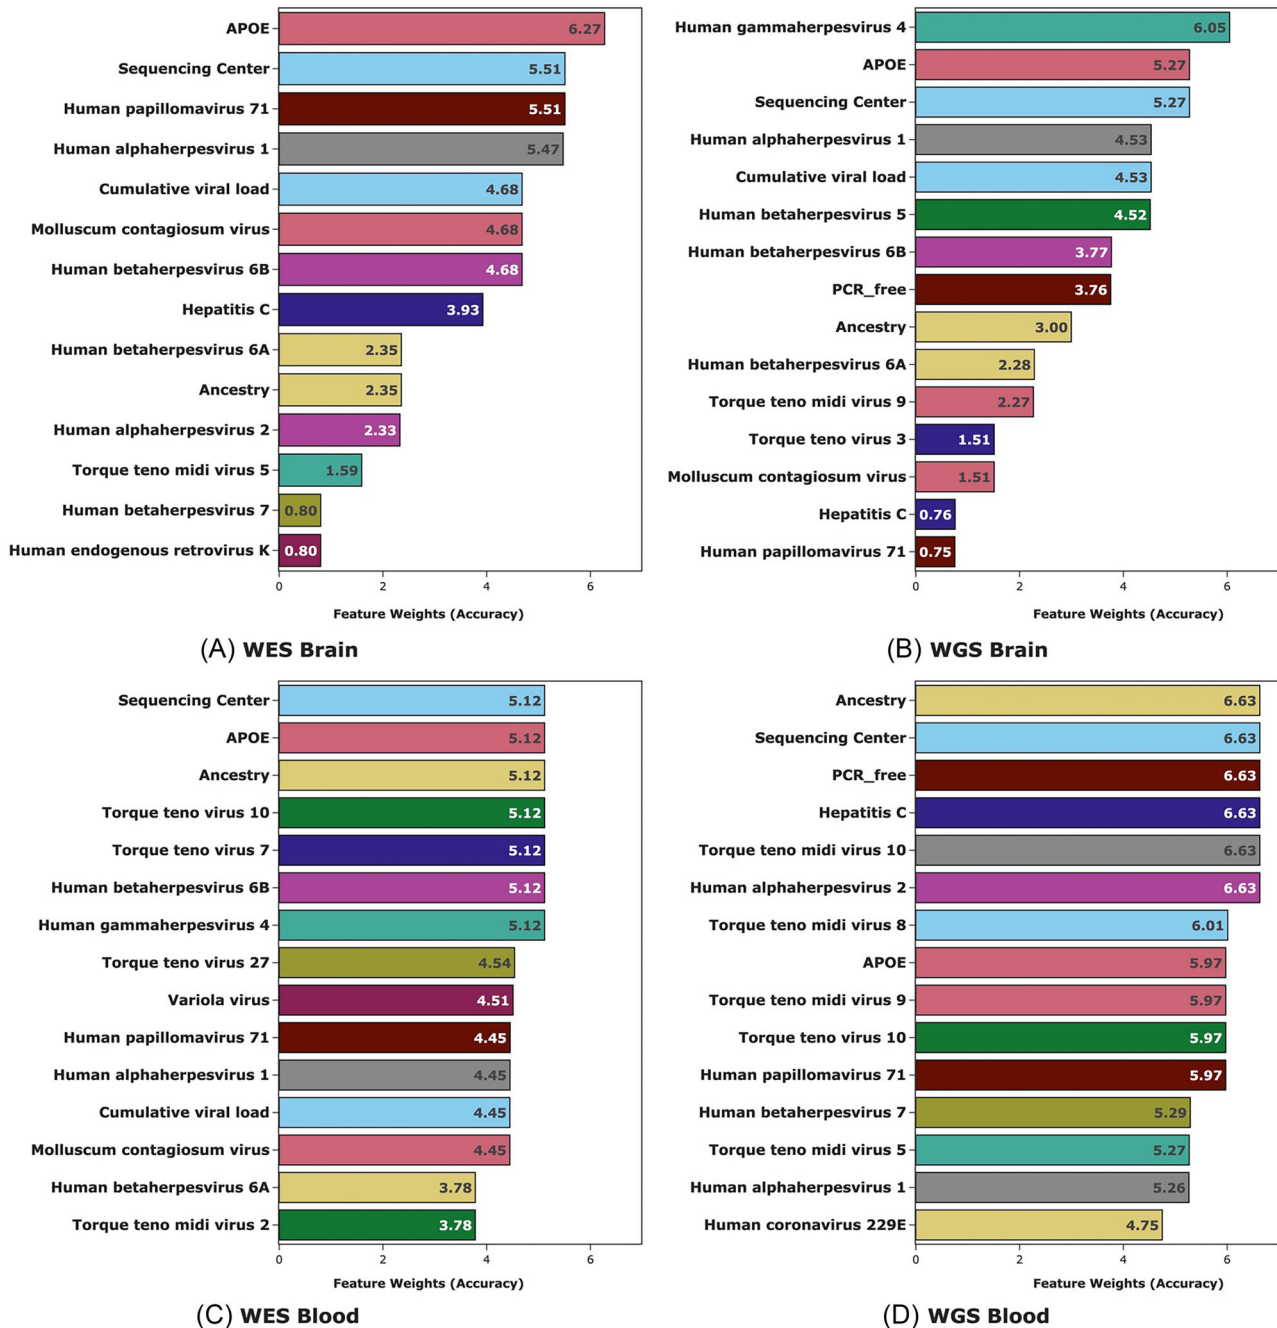 APOE 6.27
Sequencing Center 5.51
Human papillomavirus 71 5.51
Human alphaherpesvirus 1 5.47
Cumulative viral load 4.68
Molluscum contagiosum virus 4.68
Human betaherpesvirus 6B 4.68
Hepatitis C 3.93
Human betaherpesvirus 6A 2.35
Ancestry 2.35
Human alphaherpesvirus 2 2.33
Torque teno midi virus 5 1.59
Human betaherpesvirus 7 0.80
Human endogenous retrovirus K 0.80
0 2 4 6
Feature Weights (Accuracy)
(A) WES Brain
Human gammaherpesvirus 4 6.05
APOE 5.27
Sequencing Center 5.27
Human alphaherpesvirus 1 4.53
Cumulative viral load 4.53
Human betaherpesvirus 5 4.52
Human betaherpesvirus 6B 3.77
PCR_free 3.76
Ancestry 3.00
Human betaherpesvirus 6A 2.28
Torque teno midi virus 9 2.27
Torque teno virus 3 1.51
Molluscum contagiosum virus 1.51
Hepatitis C 0.76
Human papillomavirus 71 0.75
0 2 4 6
Feature Weights (Accuracy)
(B) WGS Brain
Sequencing Center 5.12
APOE 5.12
Ancestry 5.12
Torque teno virus 10 5.12
Torque teno virus 7 5.12
Human betaherpesvirus 6B 5.12
Human gammaherpesvirus 4 5.12
Torque teno virus 27 4.54
Variola virus 4.51
Human papillomavirus 71 4.45
Human alphaherpesvirus 1 4.45
Cumulative viral load 4.45
Molluscum contagiosum virus 4.45
Human betaherpesvirus 6A 3.78
Torque teno midi virus 2 3.78
0 2 4 6
Feature Weights (Accuracy)
(C) WES Blood
Ancestry 6.63
Sequencing Center 6.63
PCR_free 6.63
Hepatitis C 6.63
Torque teno midi virus 10 6.63
Human alphaherpesvirus 2 6.63
Torque teno midi virus 8 6.01
APOE 5.97
Torque teno midi virus 9 5.97
Torque teno virus 10 5.97
Human papillomavirus 71 5.97
Human betaherpesvirus 7 5.29
Torque teno midi virus 5 5.27
Human alphaherpesvirus 1 5.26
Human coronavirus 229E 4.75
0 2 4 6
Feature Weights (Accuracy)
(D) WGS Blood